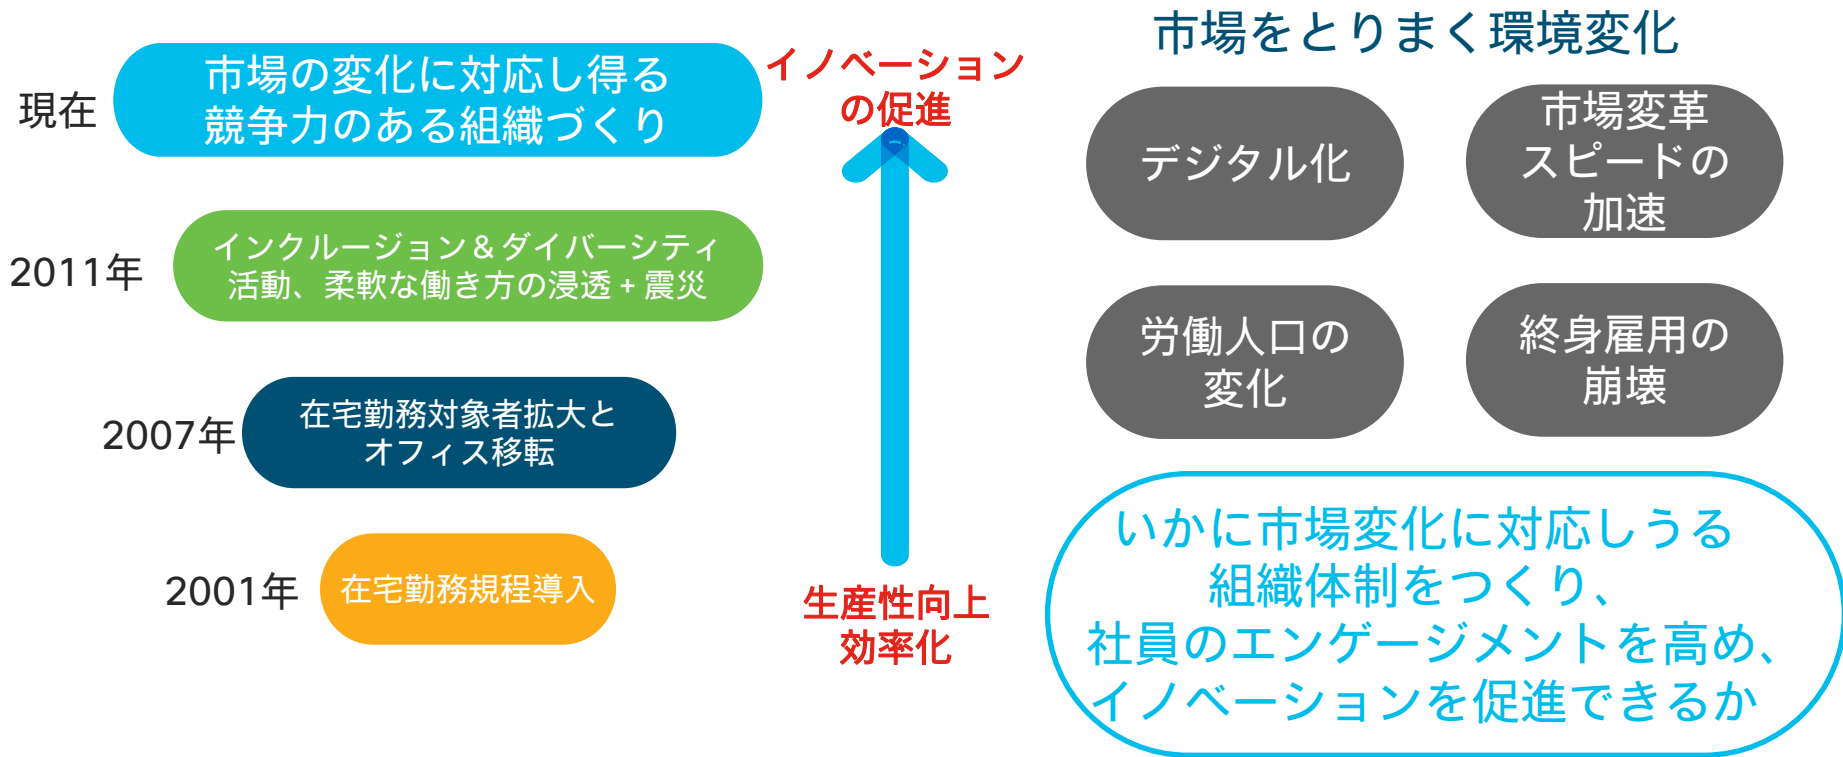 現在
市場の変化に対応し得る
競争力のある組織づくり
2011年
インクルージョン＆ダイバーシティ
活動、柔軟な働き方の浸透 + 震災
2007年
在宅勤務対象者拡大と
オフィス移転
2001年
在宅勤務規程導入
イノベーション
の促進
生産性向上
効率化
市場をとりまく環境変化
デジタル化
市場変革
スピードの
加速
労働人口の
変化
終身雇用の
崩壊
いかに市場変化に対応しうる
組織体制をつくり、
社員のエンゲージメントを高め、
イノベーションを促進できるか